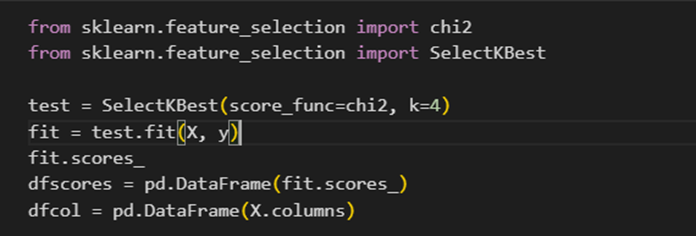 from sklearn.feature_selection import chi2
from sklearn.feature_selection import SelectKBest
test = SelectKBest(score_func=chi2, k=4)
fit = test.fit(X, y)
fit.scores_
dfscores = pd.DataFrame(fit.scores_)
dfcol = pd.DataFrame(X.columns)